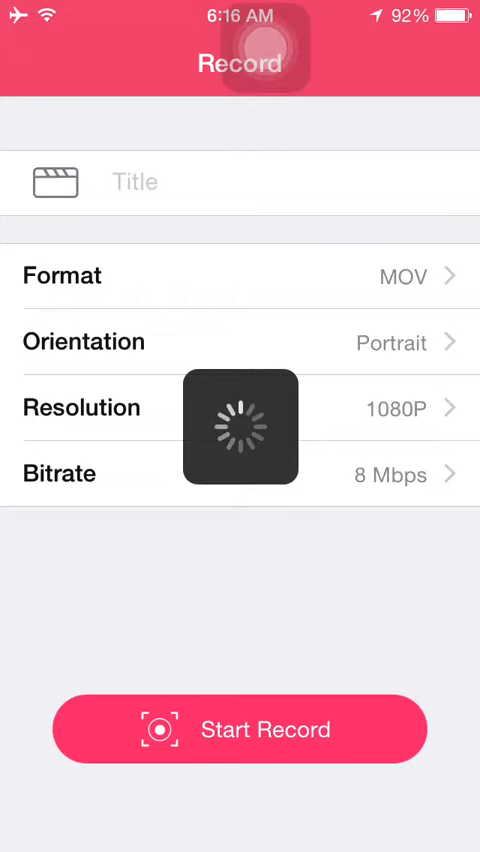 6:16 AM 92%
Record
Title
Format MOV
Orientation Portrait
Resolution 1080P
Bitrate 8 Mbps
Start Record